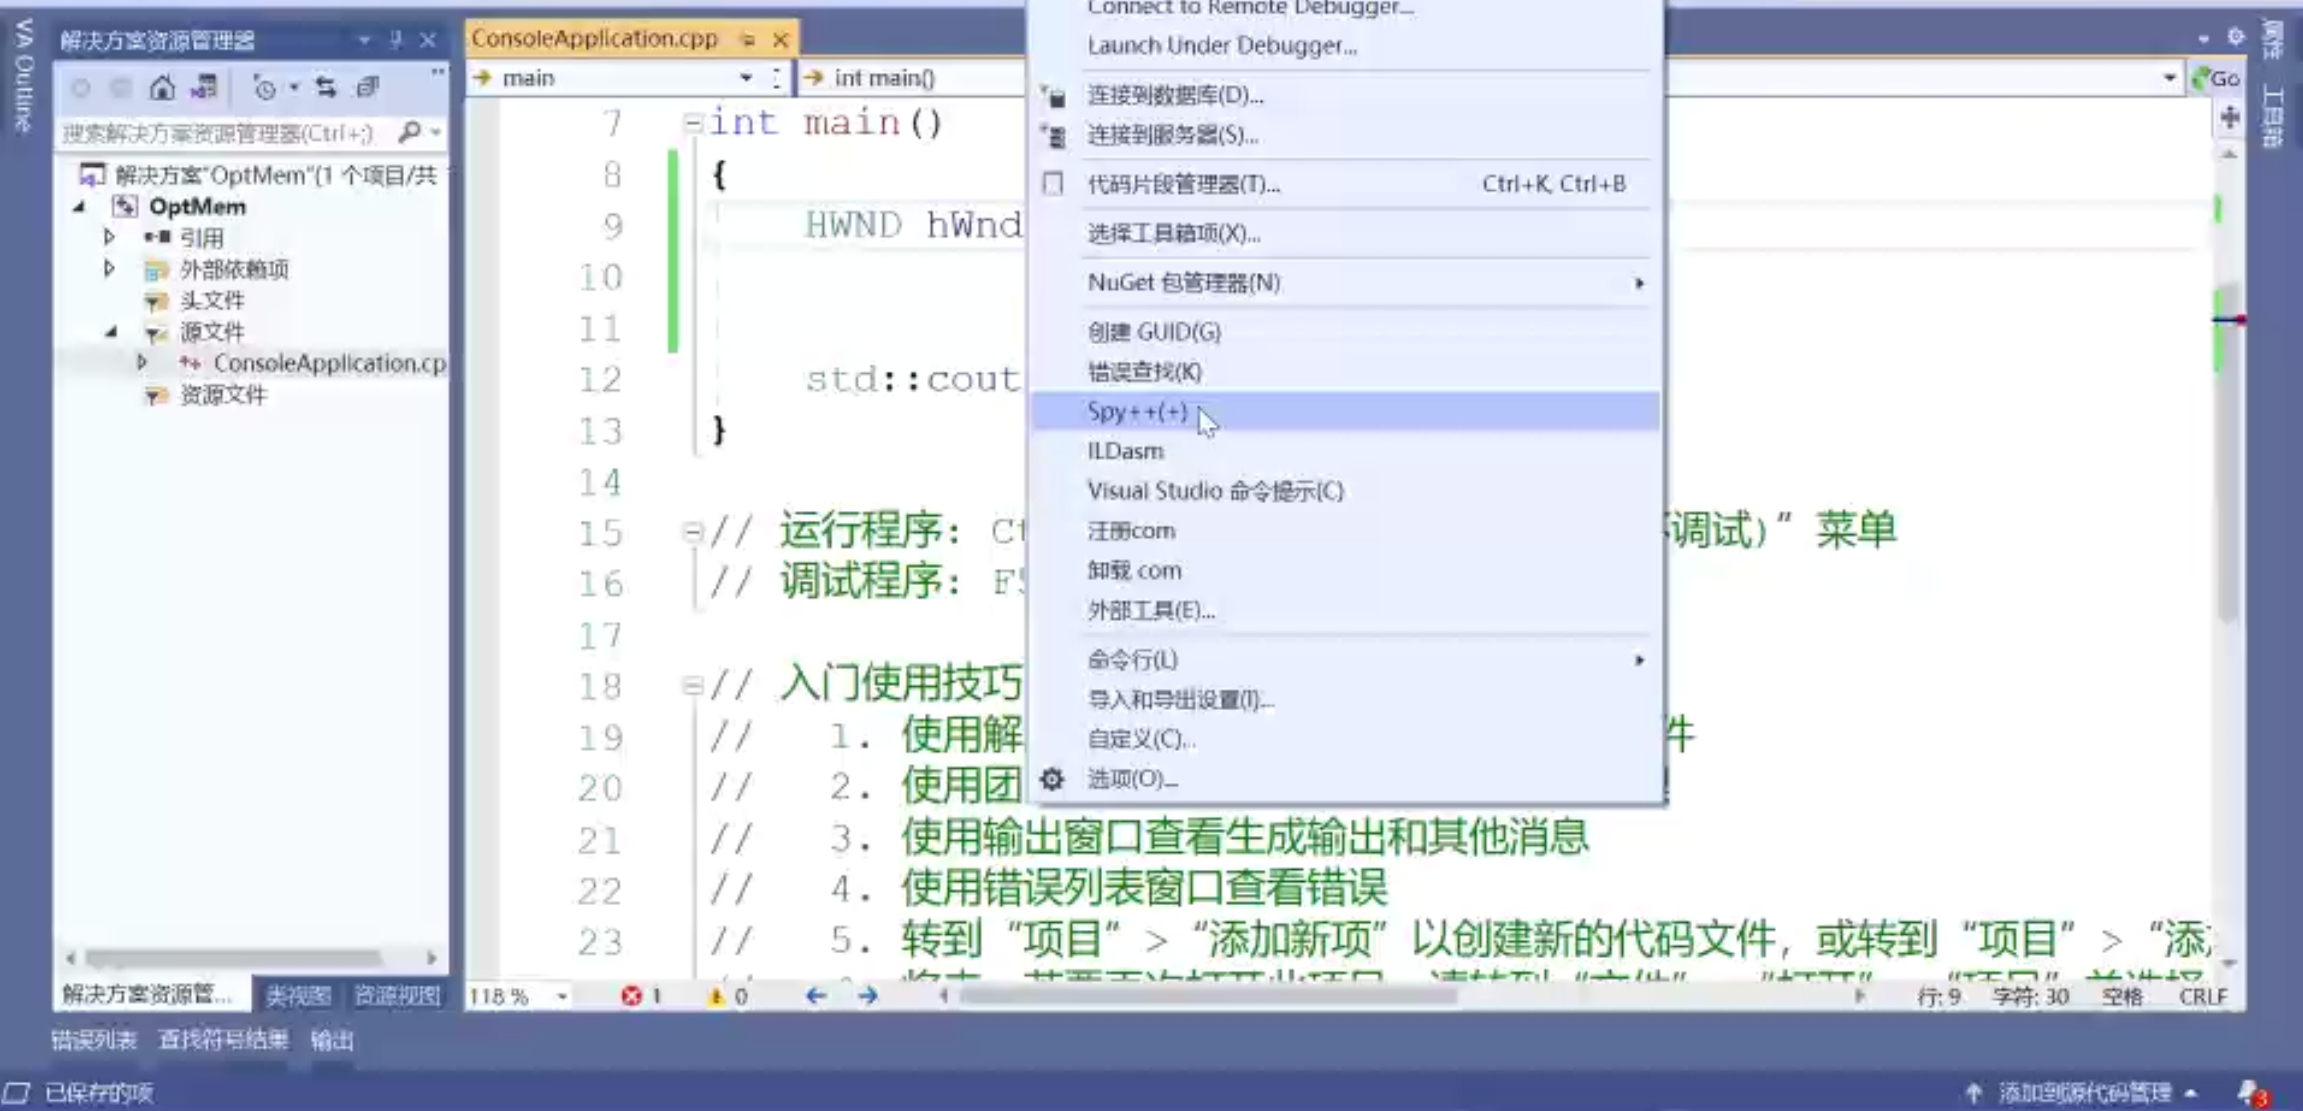 VA Outline
解决方案资源管理器
搜索解决方案资源管理器(Ctrl+;)
解决方案"OptMem"(1 个项目/共
OptMem
引用
外部依赖项
头文件
源文件
ConsoleApplication.cp
资源文件
解决方案资源管... 类视图 资源视图
ConsoleApplication.cpp
main
int main()
Go
7 int main()
8 {
9 HWND hWnd
10
11
12 std::cout
13 }
14
15 // 运行程序: 调试)" 菜单
16 // 调试程序: F5
17
18 // 入门使用技巧
19 // 1. 使用解 件
20 // 2. 使用团
21 // 3. 使用输出窗口查看生成输出和其他消息
22 // 4. 使用错误列表窗口查看错误
23 // 5. 转到 "项目" > "添加新项" 以创建新的代码文件, 或转到 "项目" > "添
Connect to Remote Debugger...
Launch Under Debugger...
连接到数据库(D)...
连接到服务器(S)...
代码片段管理器(T)... Ctrl+K, Ctrl+B
选择工具箱项(X)...
NuGet 包管理器(N)
创建 GUID(G)
错误查找(K)
Spy++(+)
ILDasm
Visual Studio 命令提示(C)
注册com
卸载 com
外部工具(E)...
命令行(L)
导入和导出设置(I)...
自定义(C)...
选项(O)...
118 % 1 0 行: 9 字符: 30 空格 CRLF
属性
工具箱
错误列表 查找符号结果 输出
已保存的项
添加到源代码管理
3